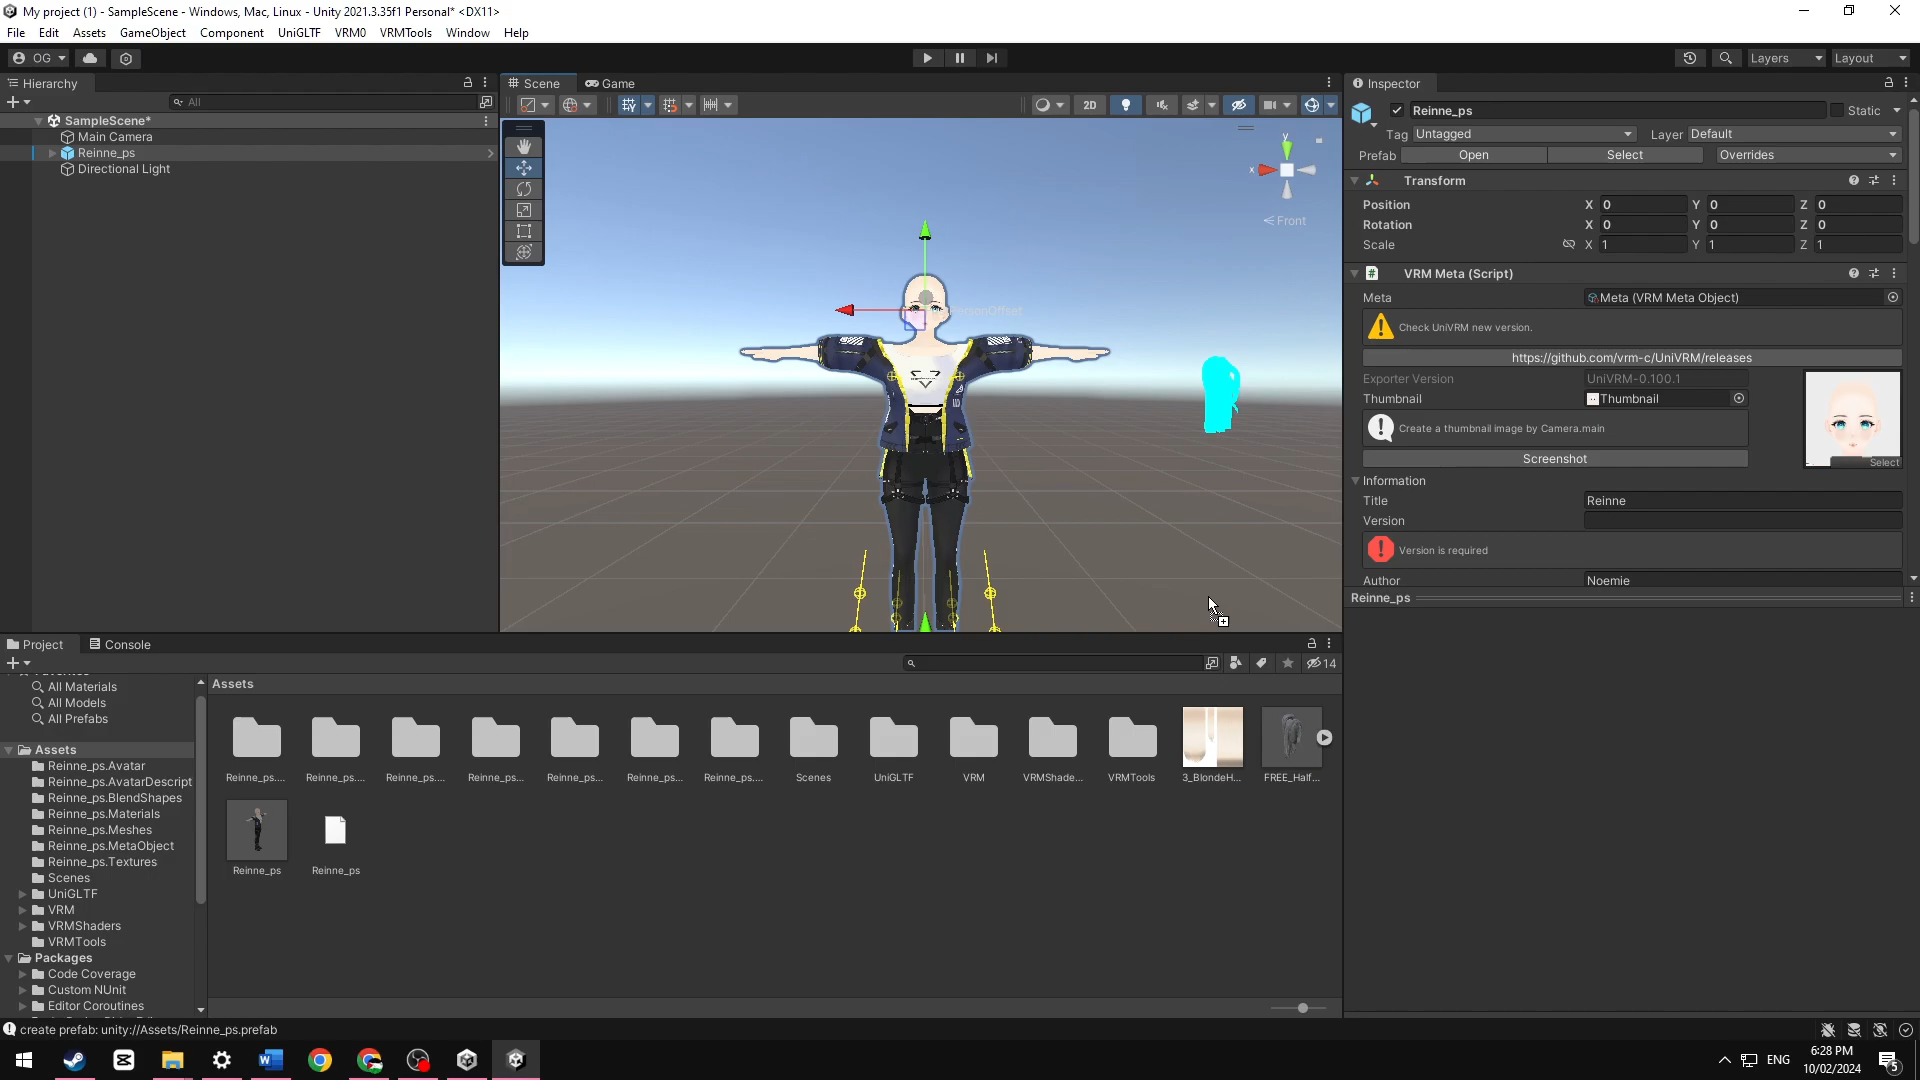 My project (1) - SampleScene - Windows, Mac, Linux - Unity 2021.3.35f1 Personal* <DX11>
File Edit Assets GameObject Component UniGLTF VRM0 VRMTools Window Help
OG Layers Layout
Hierarchy
All
SampleScene*
Main Camera
Reinne_ps
Directional Light
Scene Game
2D
y
x
Front
Inspector
Reinne_ps Static
Tag Untagged Layer Default
Prefab Open Select Overrides
Transform
Position X 0 Y 0 Z 0
Rotation X 0 Y 0 Z 0
Scale X 1 Y 1 Z 1
VRM Meta (Script)
Meta Meta (VRM Meta Object)
Check UniVRM new version.
https://github.com/vrm-c/UniVRM/releases
Exporter Version UniVRM-0.100.1
Thumbnail Thumbnail
Create a thumbnail image by Camera.main
Screenshot
Select
Information
Title Reinne
Version
Version is required
Author Noemie
Reinne_ps
Project Console
14
All Materials
All Models
All Prefabs
Assets
Reinne_ps.Avatar
Reinne_ps.AvatarDescript
Reinne_ps.BlendShapes
Reinne_ps.Materials
Reinne_ps.Meshes
Reinne_ps.MetaObject
Reinne_ps.Textures
Scenes
UniGLTF
VRM
VRMShaders
VRMTools
Packages
Code Coverage
Custom NUnit
Editor Coroutines
Assets
Reinne_ps.... Reinne_ps.... Reinne_ps.... Reinne_ps... Reinne_ps... Reinne_ps... Reinne_ps.... Scenes UniGLTF VRM VRMShade... VRMTools 3_BlondeH... FREE_Half...
Reinne_ps Reinne_ps
create prefab: unity://Assets/Reinne_ps.prefab
ENG
6:28 PM
10/02/2024
5